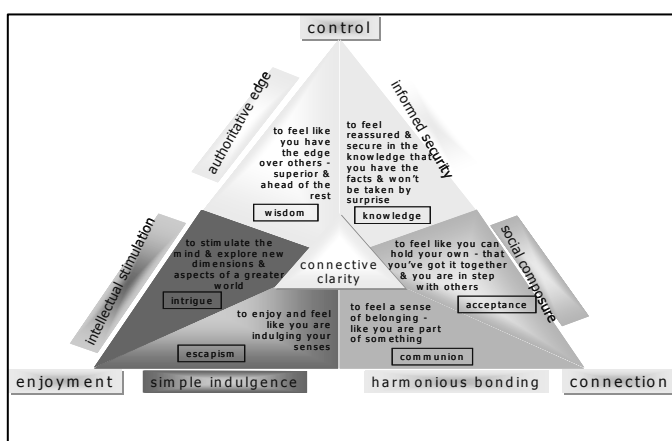 control
authoritative edge
informed security
to feel like
you have
the edge
over others -
superior &
ahead of the
rest
wisdom
to feel
reassured &
secure in the
knowledge that
you have the
facts & won't
be taken by
surprise
knowledge
intellectual stimulation
to stimulate the
mind & explore new
dimensions &
aspects of a greater
world
intrigue
connective
clarity
to feel like you can
hold your own - that
you've got it together
& you are in step
with others
acceptance
social composure
to enjoy and feel
like you are
indulging your
senses
escapism
to feel a sense
of belonging -
like you are part
of something
communion
enjoyment
simple indulgence
harmonious bonding
connection